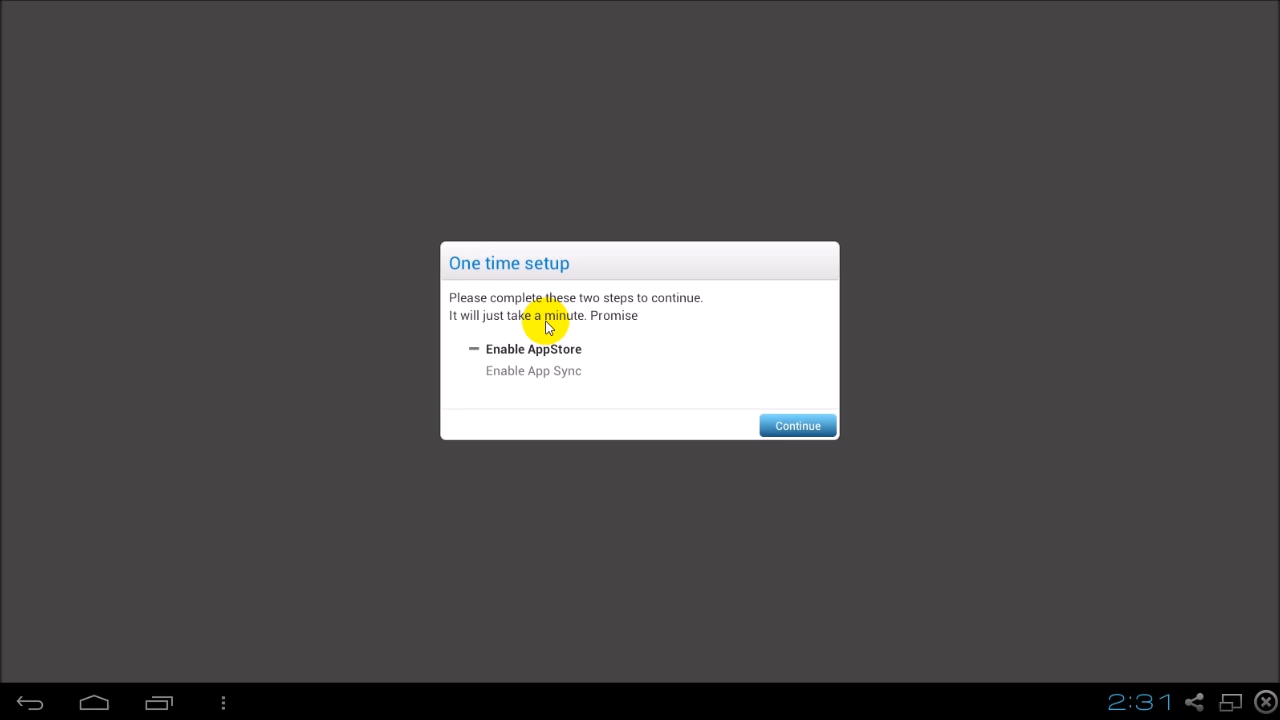 One time setup
Please complete these two steps to continue.
It will just take a minute. Promise
Enable AppStore
Enable App Sync
Continue
2:31